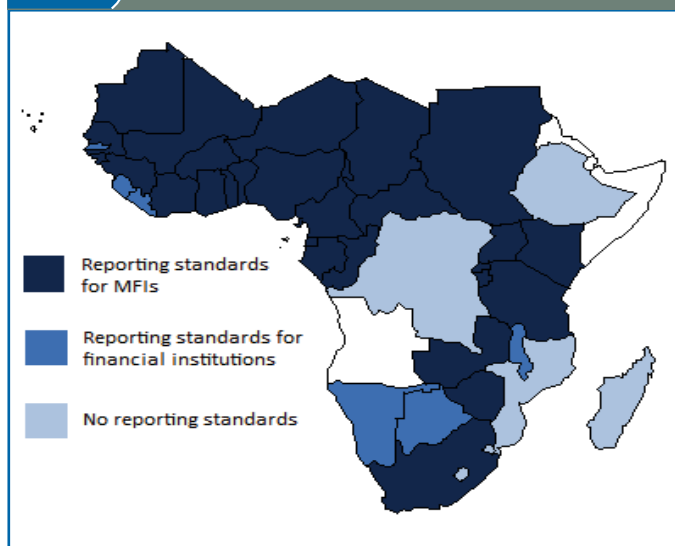 Reporting standards
for MFIs
Reporting standards for
financial institutions
No reporting standards